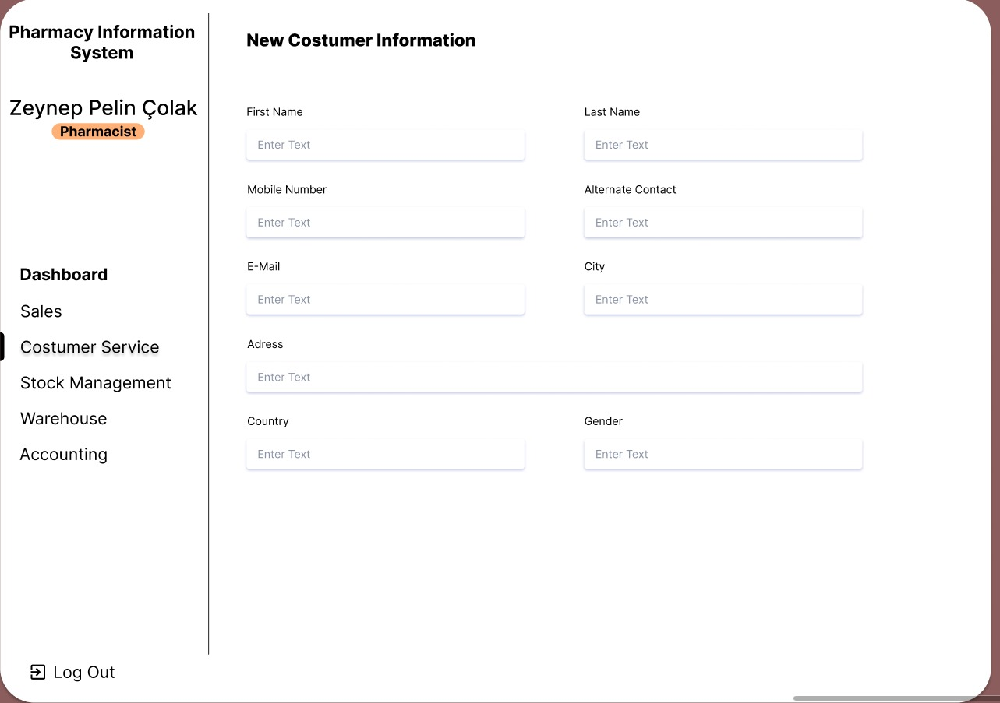 Pharmacy Information
System
Zeynep Pelin Çolak
Pharmacist
Dashboard
Sales
Costumer Service
Stock Management
Warehouse
Accounting
Log Out
New Costumer Information
First Name
Last Name
Enter Text
Enter Text
Mobile Number
Alternate Contact
Enter Text
Enter Text
E-Mail
City
Enter Text
Enter Text
Adress
Enter Text
Country
Gender
Enter Text
Enter Text